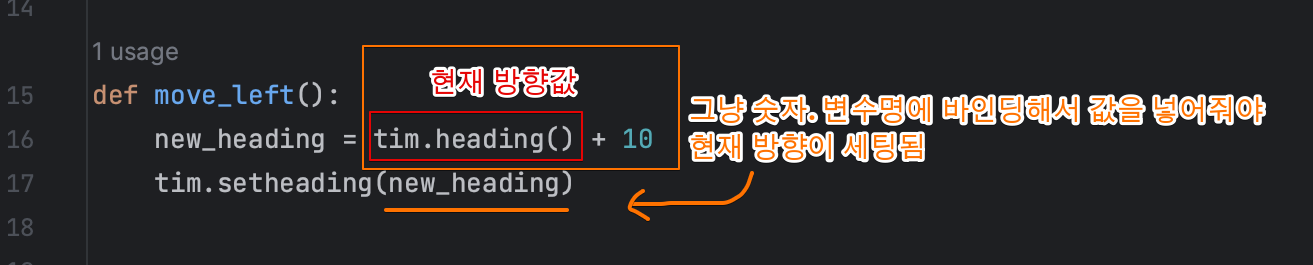 14
1 usage
현재 방향값
15 def move_left():
그냥 숫자. 변수명에 바인딩해서 값을 넣어줘야
16 new_heading = tim.heading() + 10
현재 방향이 세팅됨
17 tim.setheading(new_heading)
18